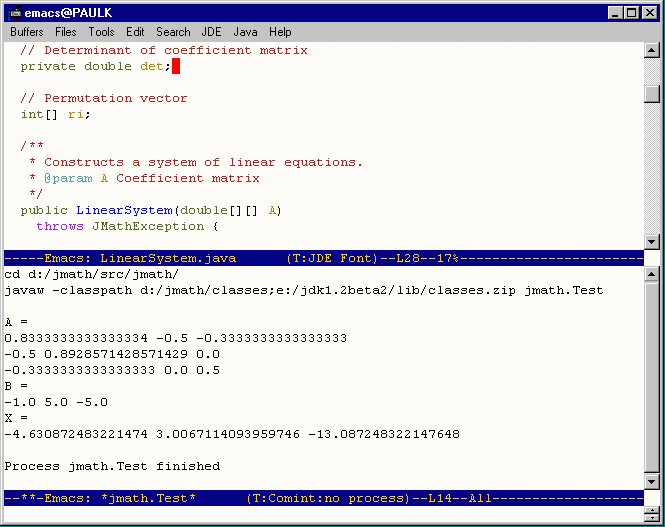 emacs@PAULK
Buffers Files Tools Edit Search JDE Java Help
// Determinant of coefficient matrix
private double det;
// Permutation vector
int[] ri;
/**
* Constructs a system of linear equations.
* @param A Coefficient matrix
*/
public LinearSystem(double[][] A)
throws JMathException {
-----Emacs: LinearSystem.java (T:JDE Font)--L28--17%------------------------
cd d:/jmath/src/jmath/
javaw -classpath d:/jmath/classes;e:/jdk1.2beta2/lib/classes.zip jmath.Test
A =
0.8333333333333334 -0.5 -0.3333333333333333
-0.5 0.8928571428571429 0.0
-0.3333333333333333 0.0 0.5
B =
-1.0 5.0 -5.0
X =
-4.630872483221474 3.0067114093959746 -13.087248322147648
Process jmath.Test finished
--**-Emacs: *jmath.Test* (T:Comint:no process)--L14--All--------------------